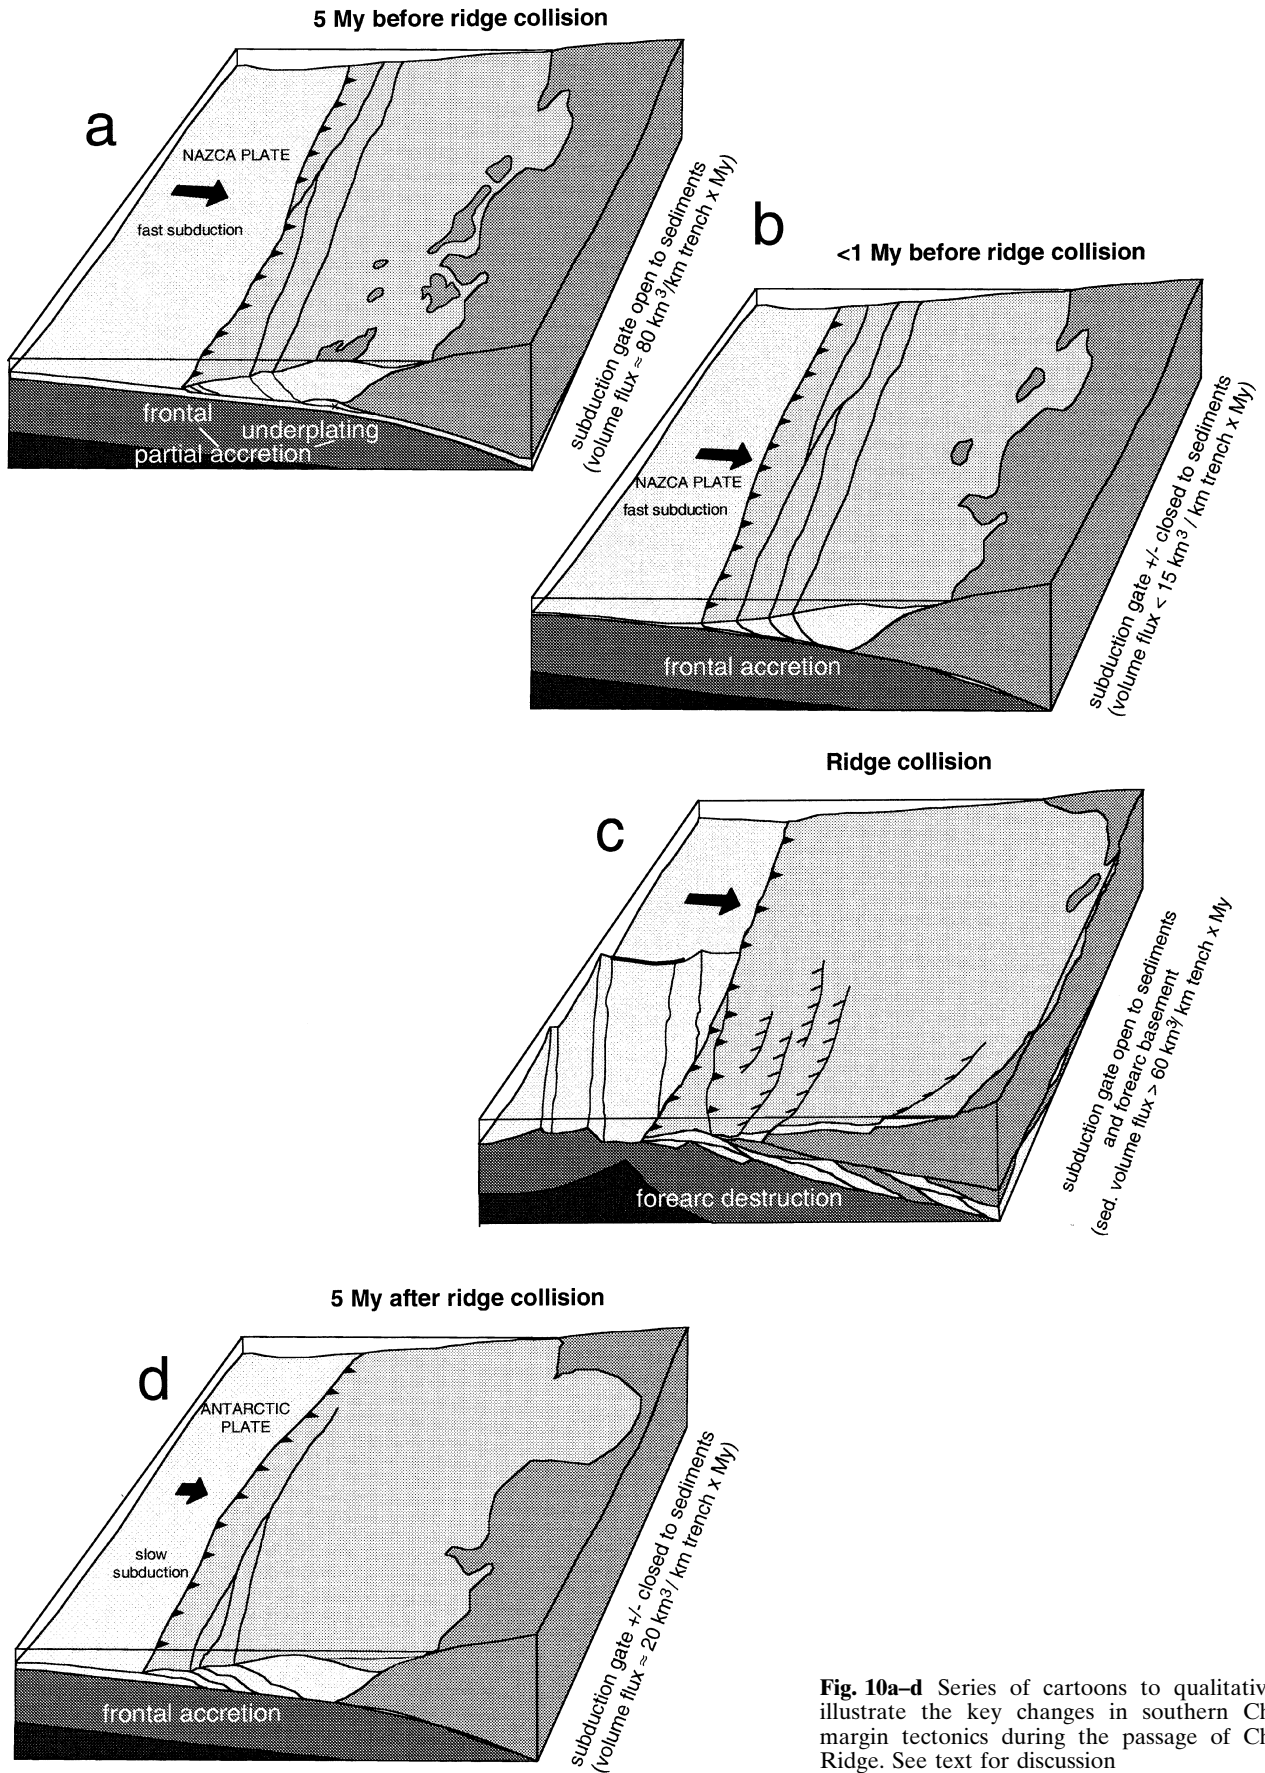 5 My before ridge collision
a
NAZCA PLATE
fast subduction
frontal
underplating
partial accretion
subduction gate open to sediments
(volume flux ≈ 80 km³/km trench x My)
b
<1 My before ridge collision
NAZCA PLATE
fast subduction
frontal accretion
subduction gate +/- closed to sediments
(volume flux < 15 km³ / km trench x My)
Ridge collision
c
forearc destruction
subduction gate open to sediments
and forearc basement
(sed. volume flux > 60 km³/ km tench x My
5 My after ridge collision
d
ANTARCTIC
PLATE
slow
subduction
frontal accretion
subduction gate +/- closed to sediments
(volume flux ≈ 20 km³/ km trench x My)
Fig. 10a–d Series of cartoons to qualitativ
illustrate the key changes in southern Ch
margin tectonics during the passage of Ch
Ridge. See text for discussion